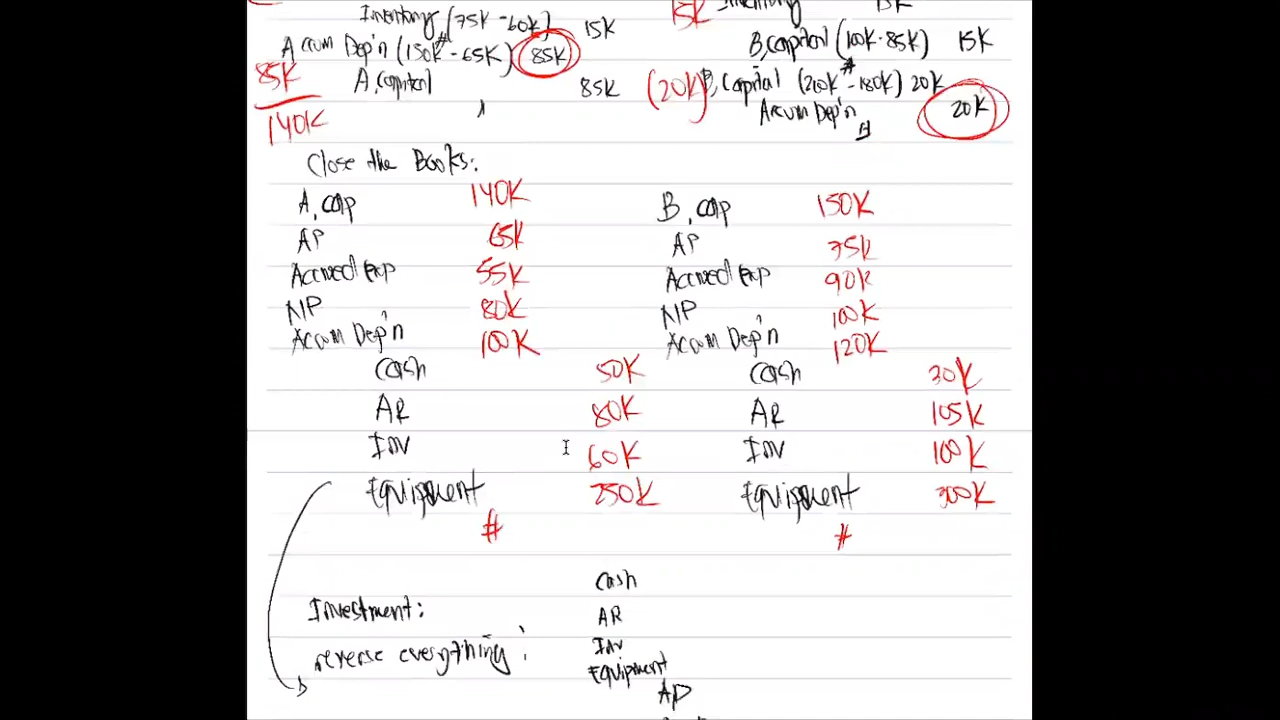 Inventory (75K - 60K) 15K
Accum Dep'n (150K - 65K) 85K
A, capital 85K
85K
140K
15K
Inventory 15K
B, capital (100K - 85K) 15K
(20K) B, Capital (200K - 180K) 20K
Accum Dep'n 20K
Close the Books:
A, cap 140K
AP 65K
Accrued exp 55K
NP 80K
Accum Dep'n 100K
Cash 50K
AR 80K
Inv 60K
Equipment 250K
#
B, cap 150K
AP 75K
Accrued exp 90K
NP 100K
Accum Dep'n 120K
Cash 30K
AR 105K
Inv 100K
Equipment 300K
#
Investment:
reverse everything:
Cash
AR
Inv
Equipment
AP